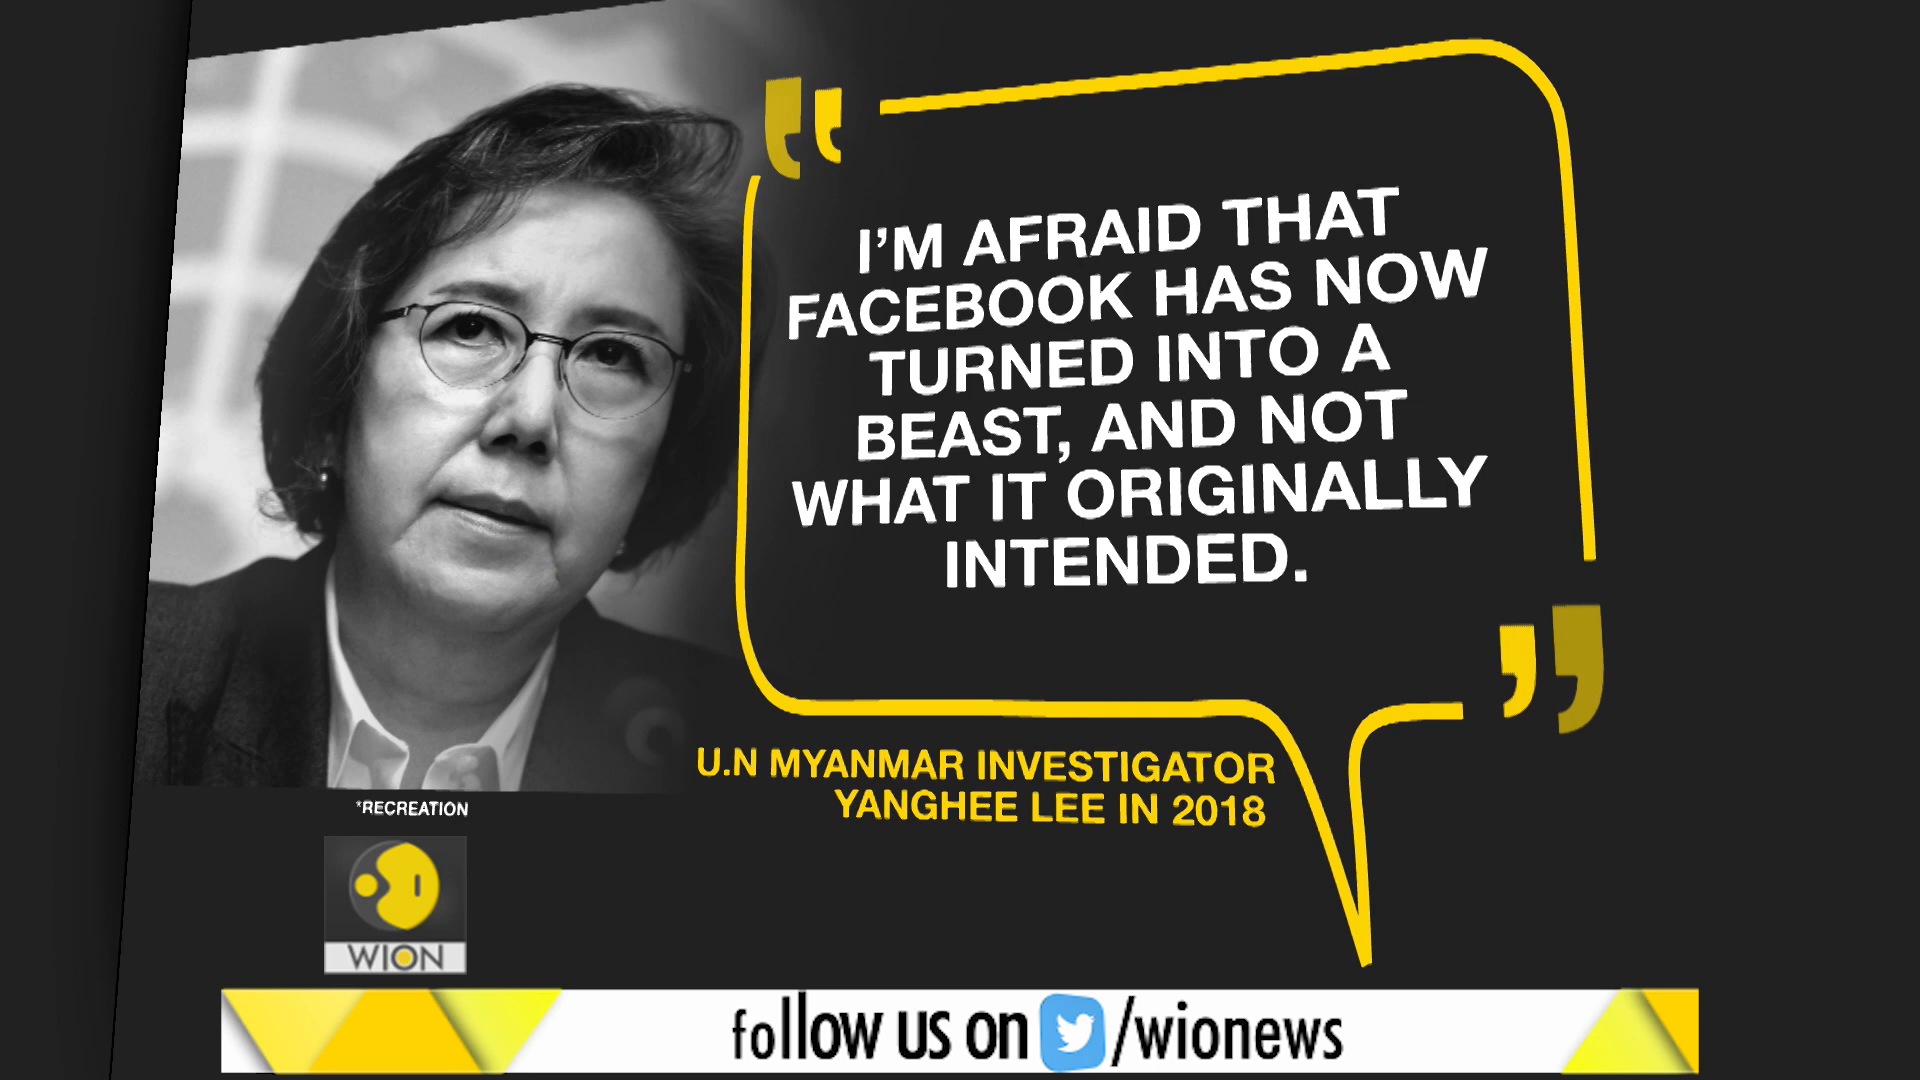 I'M AFRAID THAT
FACEBOOK HAS NOW
TURNED INTO A
BEAST, AND NOT
WHAT IT ORIGINALLY
INTENDED.
U.N MYANMAR INVESTIGATOR
YANGHEE LEE IN 2018
*RECREATION
WION
follow us on /wionews